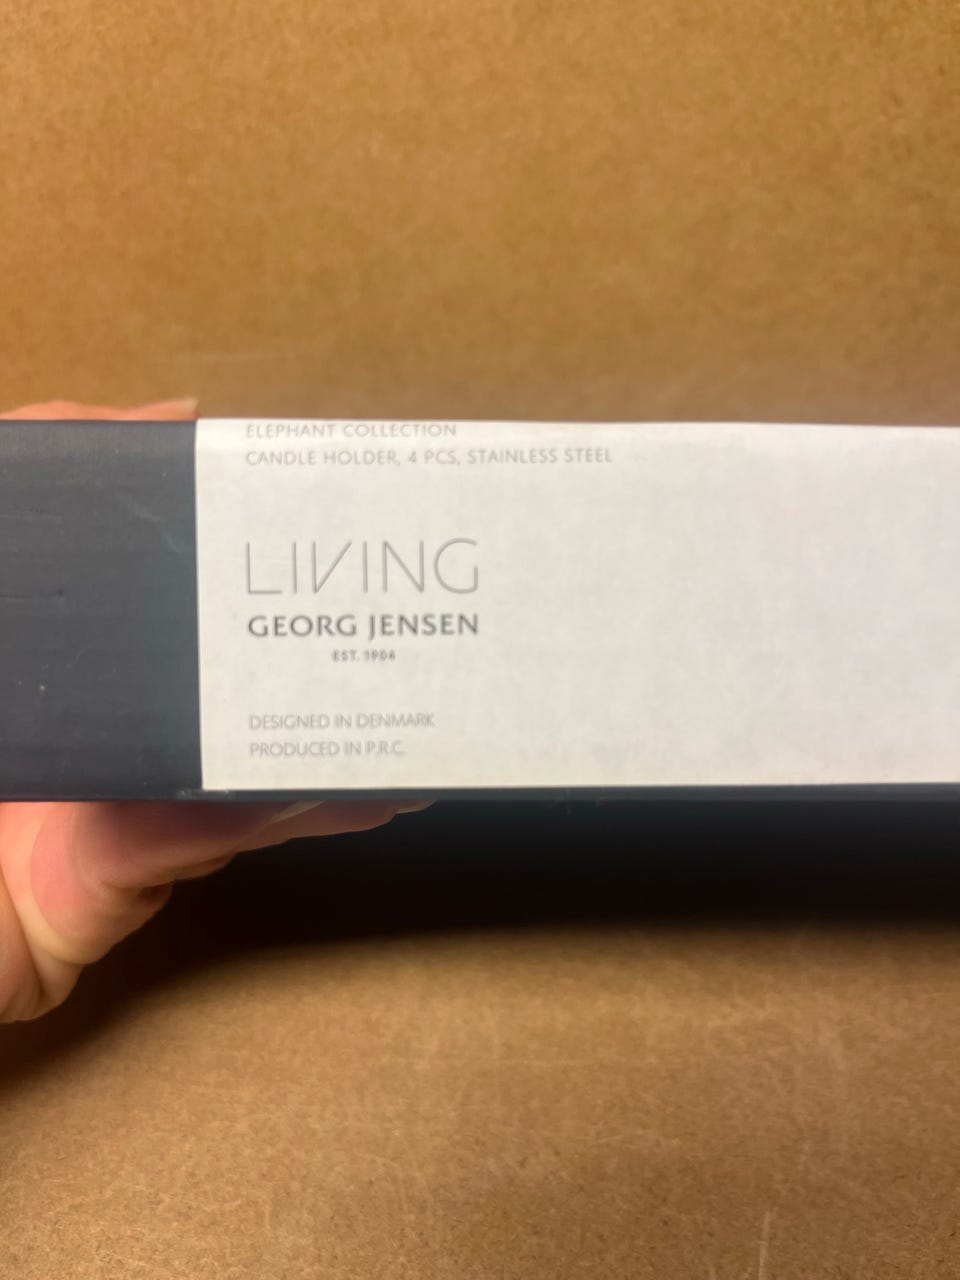 ELEPHANT COLLECTION
CANDLE HOLDER, 4 PCS, STAINLESS STEEL
LIVING
GEORG JENSEN
EST. 1904
DESIGNED IN DENMARK
PRODUCED IN P.R.C.